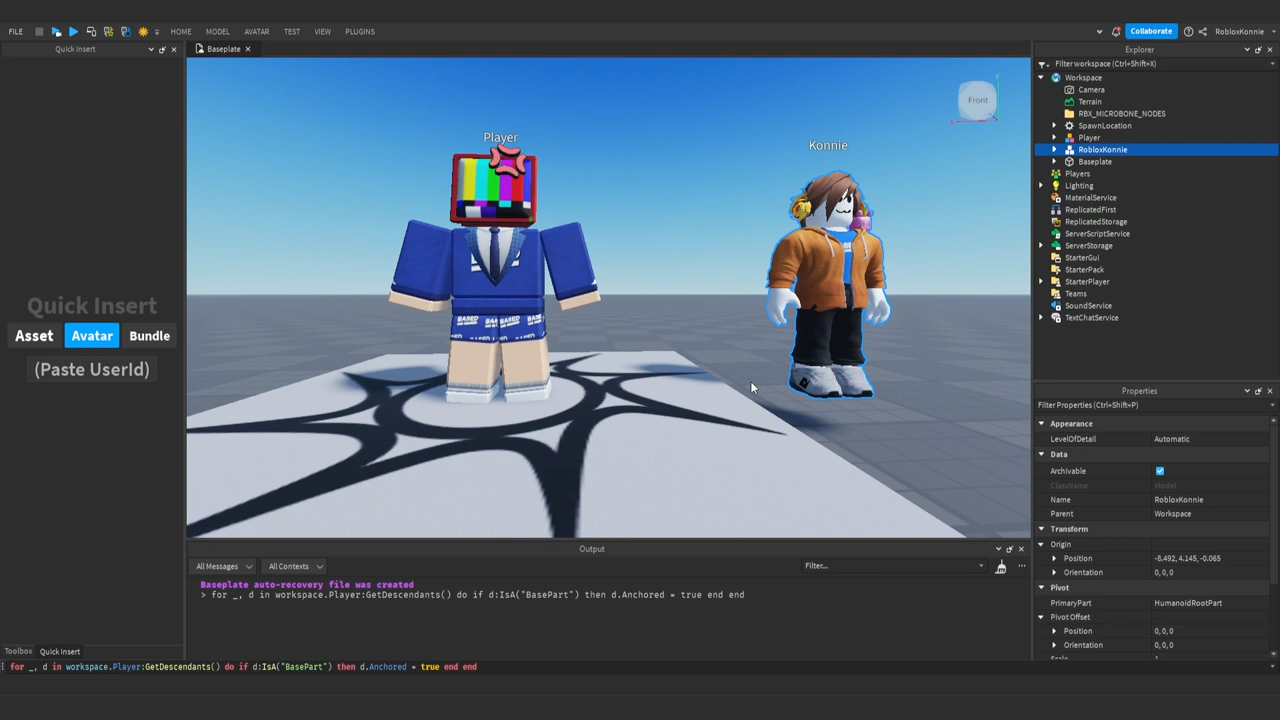 FILE HOME MODEL AVATAR TEST VIEW PLUGINS Collaborate RobloxKonnie
Quick Insert
Baseplate
Explorer
Filter workspace (Ctrl+Shift+X)
Workspace
Camera
Terrain
RBX_MICROBONE_NODES
SpawnLocation
Player
RobloxKonnie
Baseplate
Players
Lighting
MaterialService
ReplicatedFirst
ReplicatedStorage
ServerScriptService
ServerStorage
StarterGui
StarterPack
StarterPlayer
Teams
SoundService
TextChatService
Front
Player
Konnie
BASED
Quick Insert
Asset Avatar Bundle
(Paste UserId)
Properties
Filter Properties (Ctrl+Shift+P)
Appearance
LevelOfDetail Automatic
Data
Archivable
ClassName Model
Name RobloxKonnie
Parent Workspace
Transform
Origin
Position -8.492, 4.145, -0.065
Orientation 0, 0, 0
Pivot
PrimaryPart HumanoidRootPart
Pivot Offset
Position 0, 0, 0
Orientation 0, 0, 0
Scale 1
Output
All Messages All Contexts Filter...
Baseplate auto-recovery file was created
> for _, d in workspace.Player:GetDescendants() do if d:IsA("BasePart") then d.Anchored = true end end
Toolbox Quick Insert
for _, d in workspace.Player:GetDescendants() do if d:IsA("BasePart") then d.Anchored = true end end